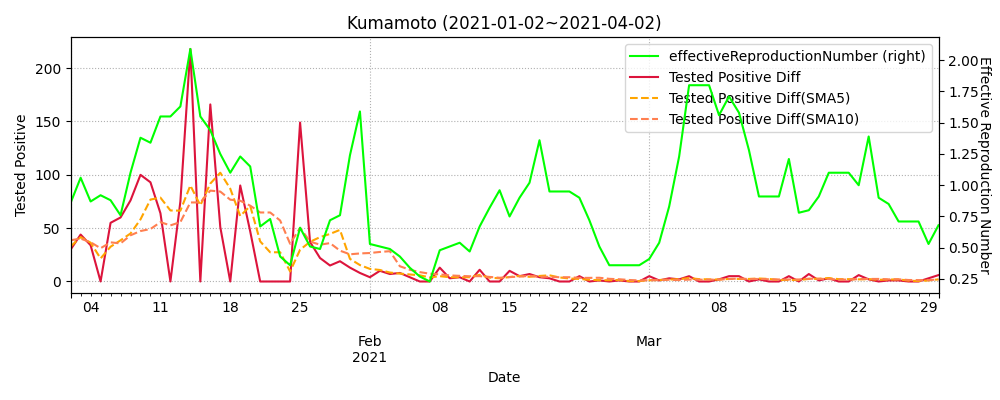 Kumamoto (2021-01-02~2021-04-02)
effectiveReproductionNumber (right)
Tested Positive Diff
Tested Positive Diff(SMA5)
Tested Positive Diff(SMA10)
Tested Positive
200
150
100
50
0
2.00
1.75
1.50
1.25
1.00
0.75
0.50
0.25
Effective Reproduction Number
04 11 18 25 08 15 22 08 15 22 29
Feb Mar
2021
Date